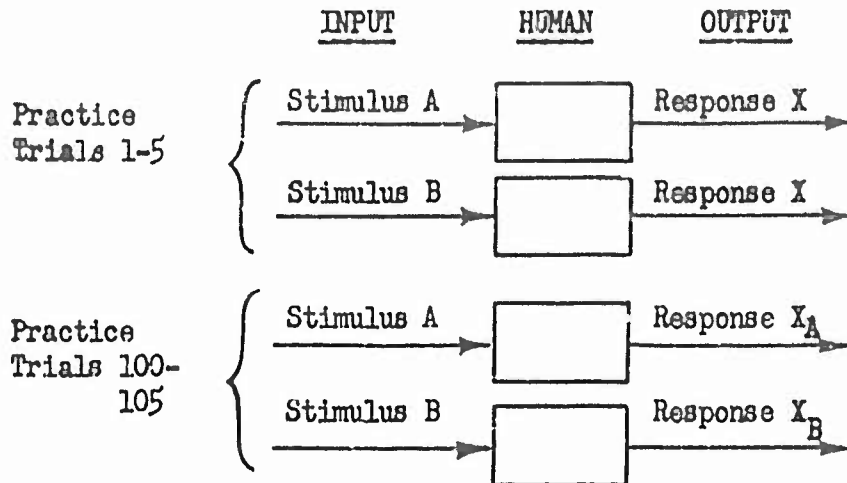 INPUT HUMAN OUTPUT
Practice
Trials 1-5
Stimulus A Response X
Stimulus B Response X
Practice
Trials 100-
105
Stimulus A Response X_A
Stimulus B Response X_B